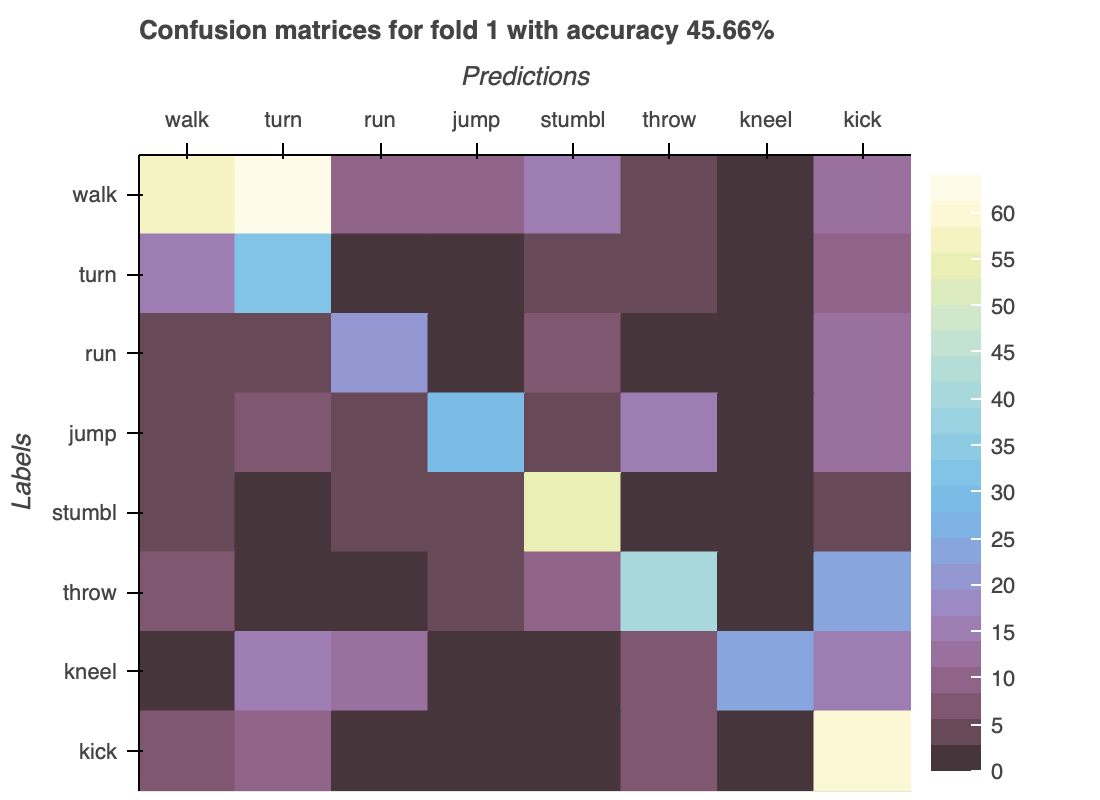 Confusion matrices for fold 1 with accuracy 45.66%
Predictions
walk turn run jump stumbl throw kneel kick
walk
turn
run
jump
stumbl
throw
kneel
kick
Labels
60
55
50
45
40
35
30
25
20
15
10
5
0